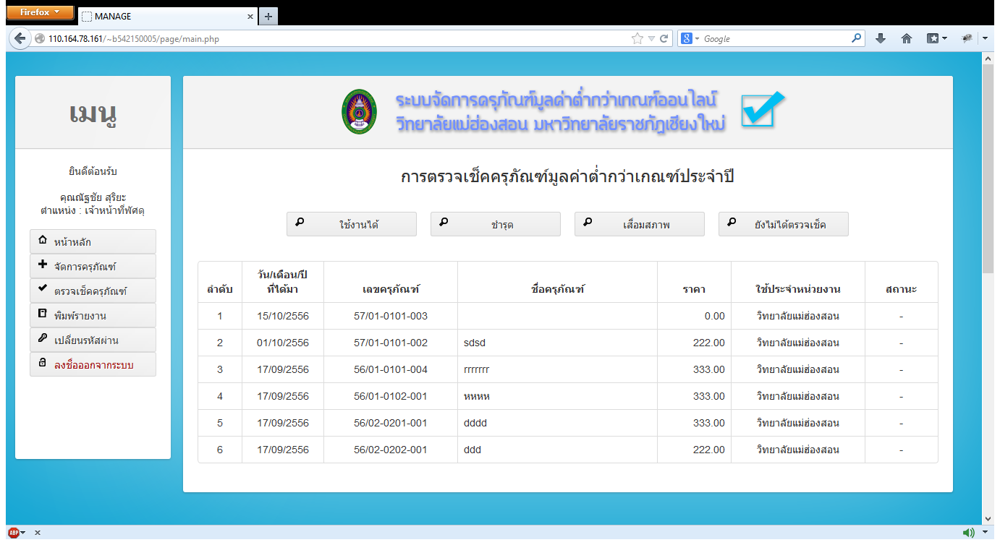 Firefox
MANAGE
110.164.78.161/~b542150005/page/main.php
8
Google
เมนู
ระบบจัดการครุภัณฑ์มูลค่าต่ำกว่าเกณฑ์ออนไลน์
วิทยาลัยแม่ฮ่องสอน มหาวิทยาลัยราชภัฏเชียงใหม่
ยินดีต้อนรับ
คุณณัฐชัย สุริยะ
ตำแหน่ง : เจ้าหน้าที่พัสดุ
หน้าหลัก
จัดการครุภัณฑ์
ตรวจเช็คครุภัณฑ์
พิมพ์รายงาน
เปลี่ยนรหัสผ่าน
ลงชื่อออกจากระบบ
การตรวจเช็คครุภัณฑ์มูลค่าต่ำกว่าเกณฑ์ประจำปี
ใช้งานได้ ชำรุด เสื่อมสภาพ ยังไม่ได้ตรวจเช็ค
ลำดับ วัน/เดือน/ปี ที่ได้มา เลขครุภัณฑ์ ชื่อครุภัณฑ์ ราคา ใช้ประจำหน่วยงาน สถานะ
1 15/10/2556 57/01-0101-003 0.00 วิทยาลัยแม่ฮ่องสอน -
2 01/10/2556 57/01-0101-002 sdsd 222.00 วิทยาลัยแม่ฮ่องสอน -
3 17/09/2556 56/01-0101-004 rrrrrrr 333.00 วิทยาลัยแม่ฮ่องสอน -
4 17/09/2556 56/01-0102-001 หหหห 333.00 วิทยาลัยแม่ฮ่องสอน -
5 17/09/2556 56/02-0201-001 dddd 333.00 วิทยาลัยแม่ฮ่องสอน -
6 17/09/2556 56/02-0202-001 ddd 222.00 วิทยาลัยแม่ฮ่องสอน -
ABP